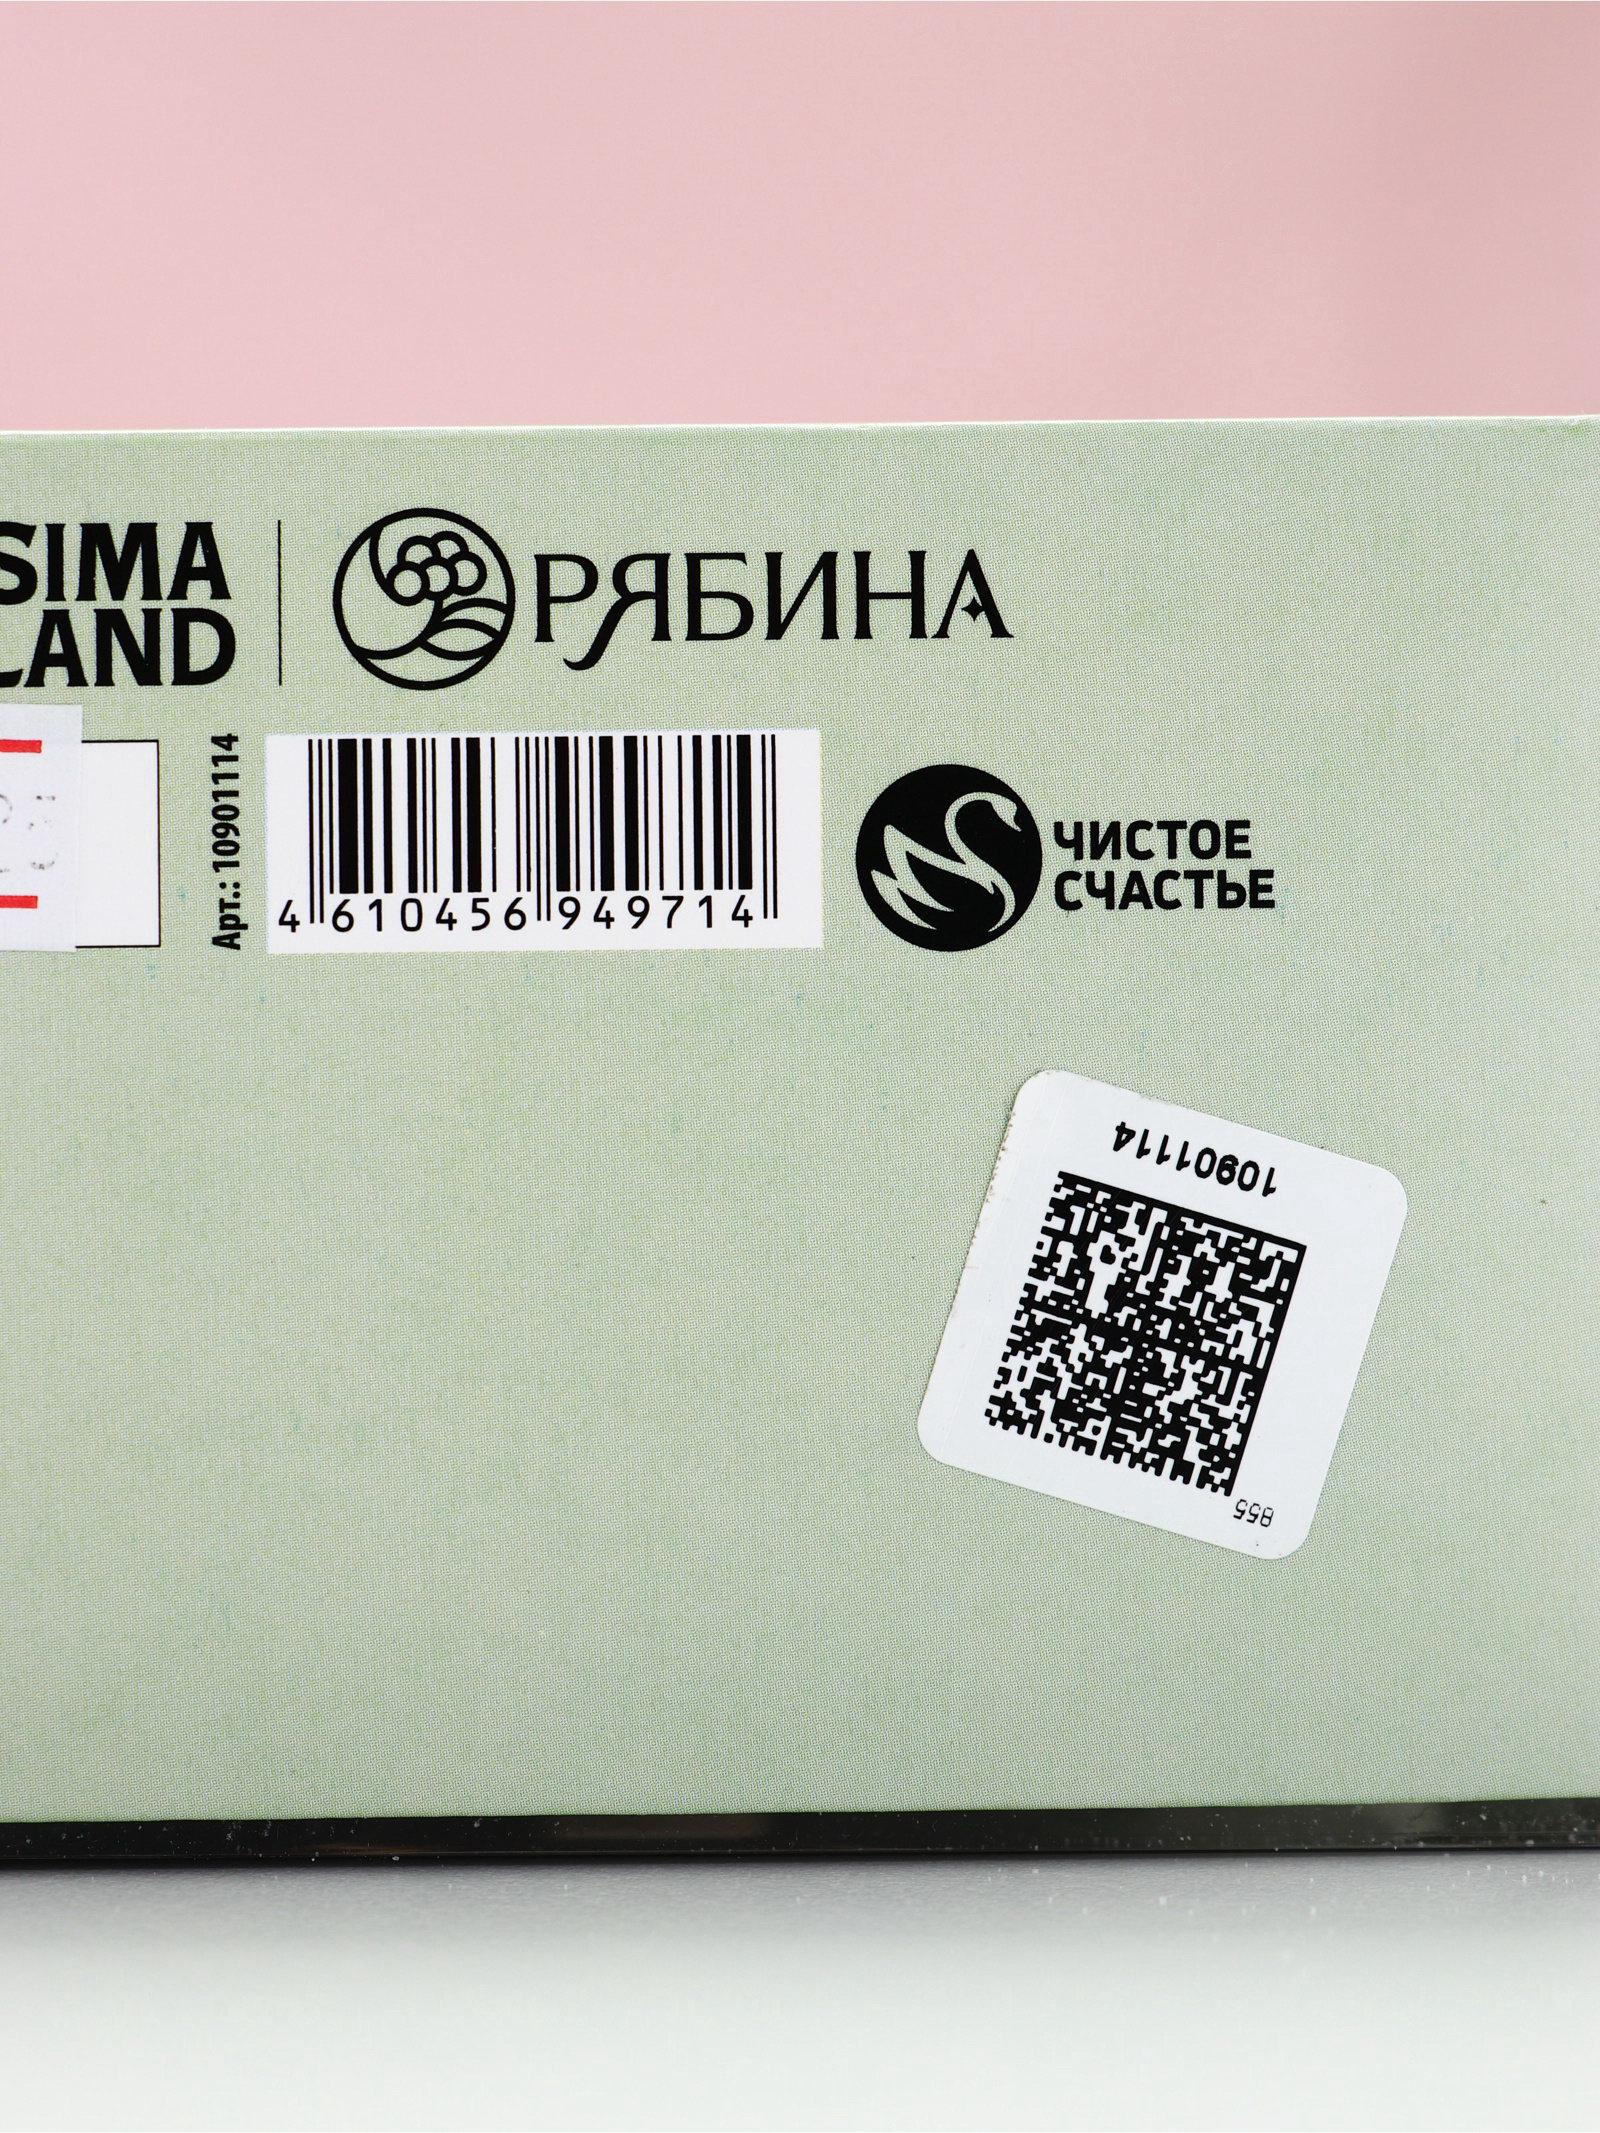 SIMA
LAND
РЯБИНА
Арт.: 10901114
4 610456 949714
ЧИСТОЕ
СЧАСТЬЕ
10901114
855